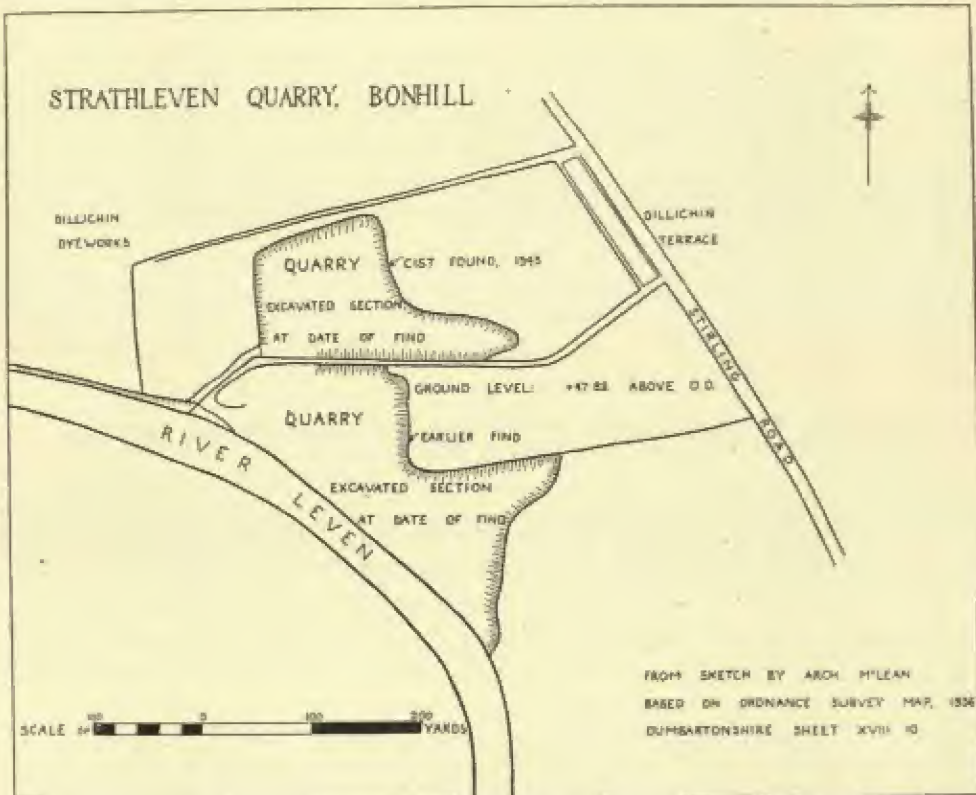 STRATHLEVEN QUARRY, BONHILL
DILLICHIN
DYEWORKS
DILLICHIN
TERRACE
QUARRY
CIST FOUND, 1943
EXCAVATED SECTION
AT DATE OF FIND
STIRLING ROAD
GROUND LEVEL: +47·88 ABOVE O.D.
QUARRY
EARLIER FIND
EXCAVATED SECTION
AT DATE OF FIND
RIVER LEVEN
FROM SKETCH BY ARCH McLEAN
BASED ON ORDNANCE SURVEY MAP, 1936
DUMBARTONSHIRE SHEET XVIII 10
SCALE OF
100 0 100 200
YARDS